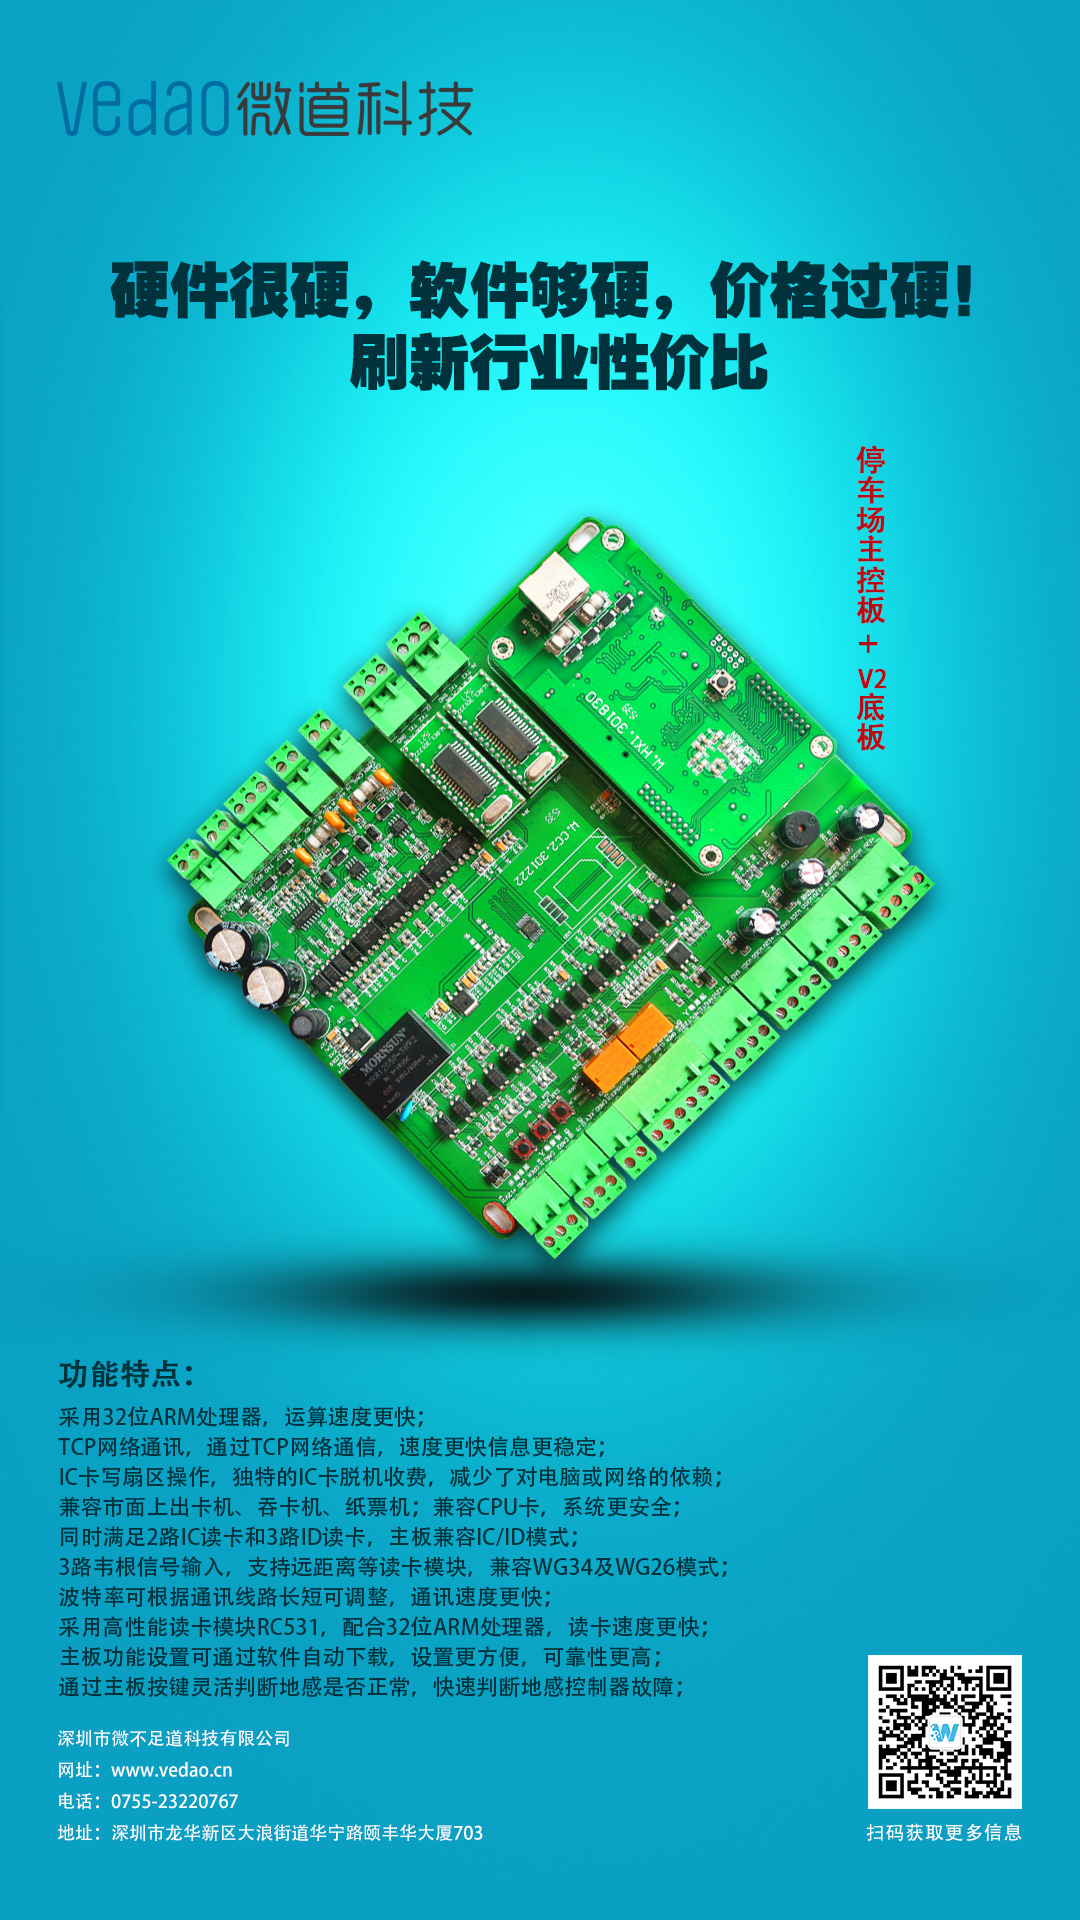 vedao微道科技
硬件很硬，软件够硬，价格过硬！
刷新行业性价比
停车场主控板＋V2底板
W.HX1.301830
W.CC2.301222
MORNSUN
功能特点：
采用32位ARM处理器，运算速度更快；
TCP网络通讯，通过TCP网络通信，速度更快信息更稳定；
IC卡写扇区操作，独特的IC卡脱机收费，减少了对电脑或网络的依赖；
兼容市面上出卡机、吞卡机、纸票机；兼容CPU卡，系统更安全；
同时满足2路IC读卡和3路ID读卡，主板兼容IC/ID模式；
3路韦根信号输入，支持远距离等读卡模块，兼容WG34及WG26模式；
波特率可根据通讯线路长短可调整，通讯速度更快；
采用高性能读卡模块RC531，配合32位ARM处理器，读卡速度更快；
主板功能设置可通过软件自动下载，设置更方便，可靠性更高；
通过主板按键灵活判断地感是否正常，快速判断地感控制器故障；
深圳市微不足道科技有限公司
网址：www.vedao.cn
电话：0755-23220767
地址：深圳市龙华新区大浪街道华宁路颐丰华大厦703
W
扫码获取更多信息